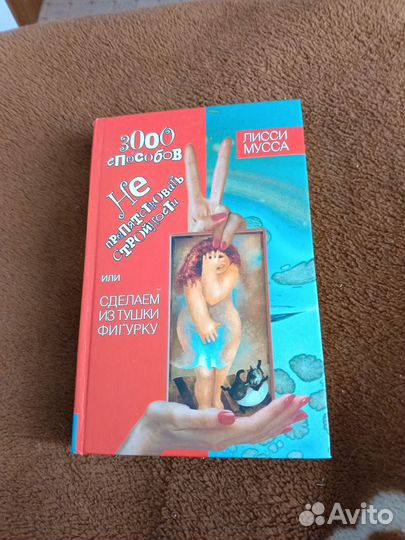 3000
СПОСОБОВ
НЕ
ПРЕПЯТСТВОВАТЬ
СТРОЙНОСТИ
ИЛИ
СДЕЛАЕМ
ИЗ ТУШКИ
ФИГУРКУ
ЛИССИ
МУССА
Avito